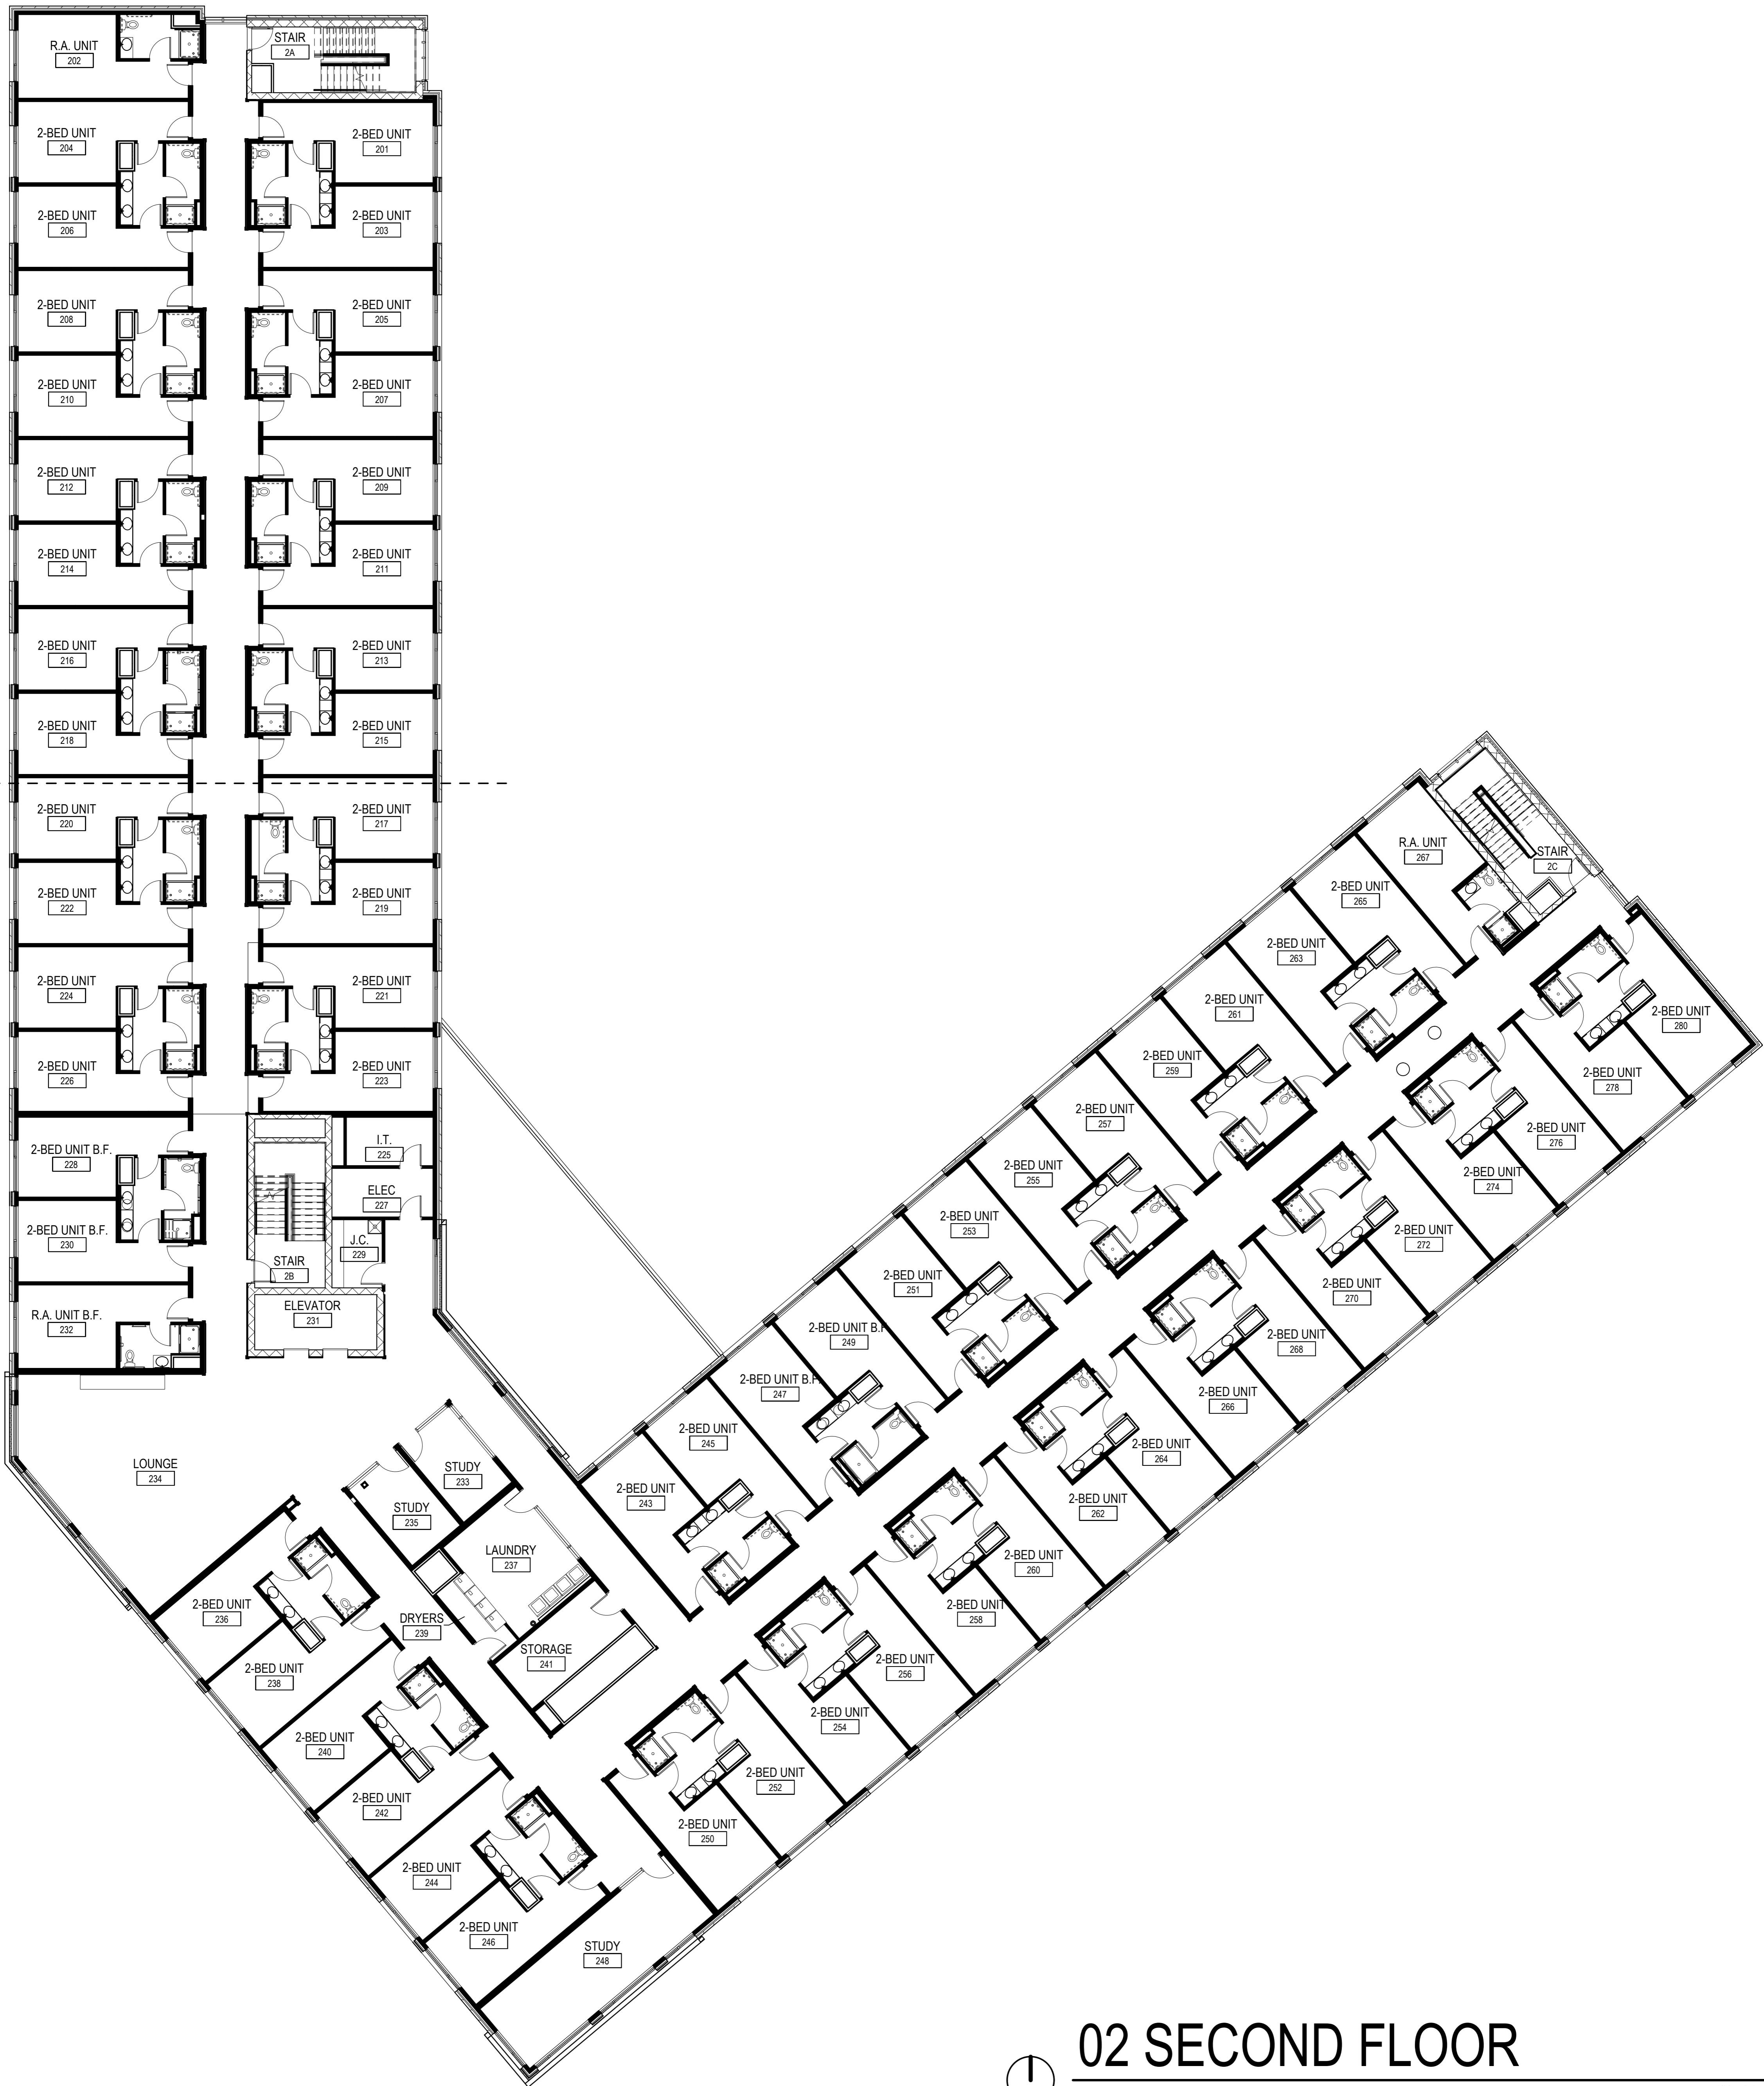 R.A. UNIT
202
STAIR
2A
2-BED UNIT
204
2-BED UNIT
201
2-BED UNIT
206
2-BED UNIT
203
2-BED UNIT
208
2-BED UNIT
205
2-BED UNIT
210
2-BED UNIT
207
2-BED UNIT
212
2-BED UNIT
209
2-BED UNIT
214
2-BED UNIT
211
2-BED UNIT
216
2-BED UNIT
213
2-BED UNIT
218
2-BED UNIT
215
2-BED UNIT
220
2-BED UNIT
217
2-BED UNIT
222
2-BED UNIT
219
2-BED UNIT
224
2-BED UNIT
221
2-BED UNIT
226
2-BED UNIT
223
2-BED UNIT B.F.
228
I.T.
225
ELEC
227
2-BED UNIT B.F.
230
J.C.
229
STAIR
2B
R.A. UNIT B.F.
232
ELEVATOR
231
LOUNGE
234
STUDY
233
STUDY
235
LAUNDRY
237
DRYERS
239
STORAGE
241
2-BED UNIT
236
2-BED UNIT
238
2-BED UNIT
240
2-BED UNIT
242
2-BED UNIT
244
2-BED UNIT
246
STUDY
248
2-BED UNIT
243
2-BED UNIT
245
2-BED UNIT B.F.
247
2-BED UNIT B.F.
249
2-BED UNIT
251
2-BED UNIT
253
2-BED UNIT
255
2-BED UNIT
257
2-BED UNIT
259
2-BED UNIT
261
2-BED UNIT
263
2-BED UNIT
265
R.A. UNIT
267
STAIR
2C
2-BED UNIT
280
2-BED UNIT
278
2-BED UNIT
276
2-BED UNIT
274
2-BED UNIT
272
2-BED UNIT
270
2-BED UNIT
268
2-BED UNIT
266
2-BED UNIT
264
2-BED UNIT
262
2-BED UNIT
260
2-BED UNIT
258
2-BED UNIT
256
2-BED UNIT
254
2-BED UNIT
252
2-BED UNIT
250
02 SECOND FLOOR